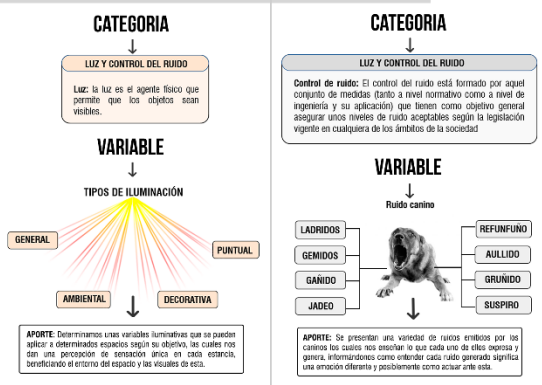 CATEGORIA
LUZ Y CONTROL DEL RUIDO
Luz: la luz es el agente físico que
permite que los objetos sean
visibles.
VARIABLE
TIPOS DE ILUMINACIÓN
GENERAL
PUNTUAL
AMBIENTAL
DECORATIVA
APORTE: Determinamos unas variables iluminativas que se pueden
aplicar a determinados espacios según su objetivo, las cuales nos
dan una percepción de sensación única en cada estancia,
beneficiando el entorno del espacio y las visuales de esta.
CATEGORIA
LUZ Y CONTROL DEL RUIDO
Control de ruido: El control del ruido está formado por aquel
conjunto de medidas (tanto a nivel normativo como a nivel de
ingeniería y su aplicación) que tienen como objetivo general
asegurar unos niveles de ruido aceptables según la legislación
vigente en cualquiera de los ámbitos de la sociedad
VARIABLE
Ruido canino
LADRIDOS
GEMIDOS
GAÑIDO
JADEO
REFUNFUÑO
AULLIDO
GRUÑIDO
SUSPIRO
APORTE: Se presentan una variedad de ruidos emitidos por los
caninos los cuales nos enseñan lo que cada uno de ellos expresa y
genera, informándonos como entender cada ruido generado significa
una emoción diferente y posiblemente como actuar ante esta.